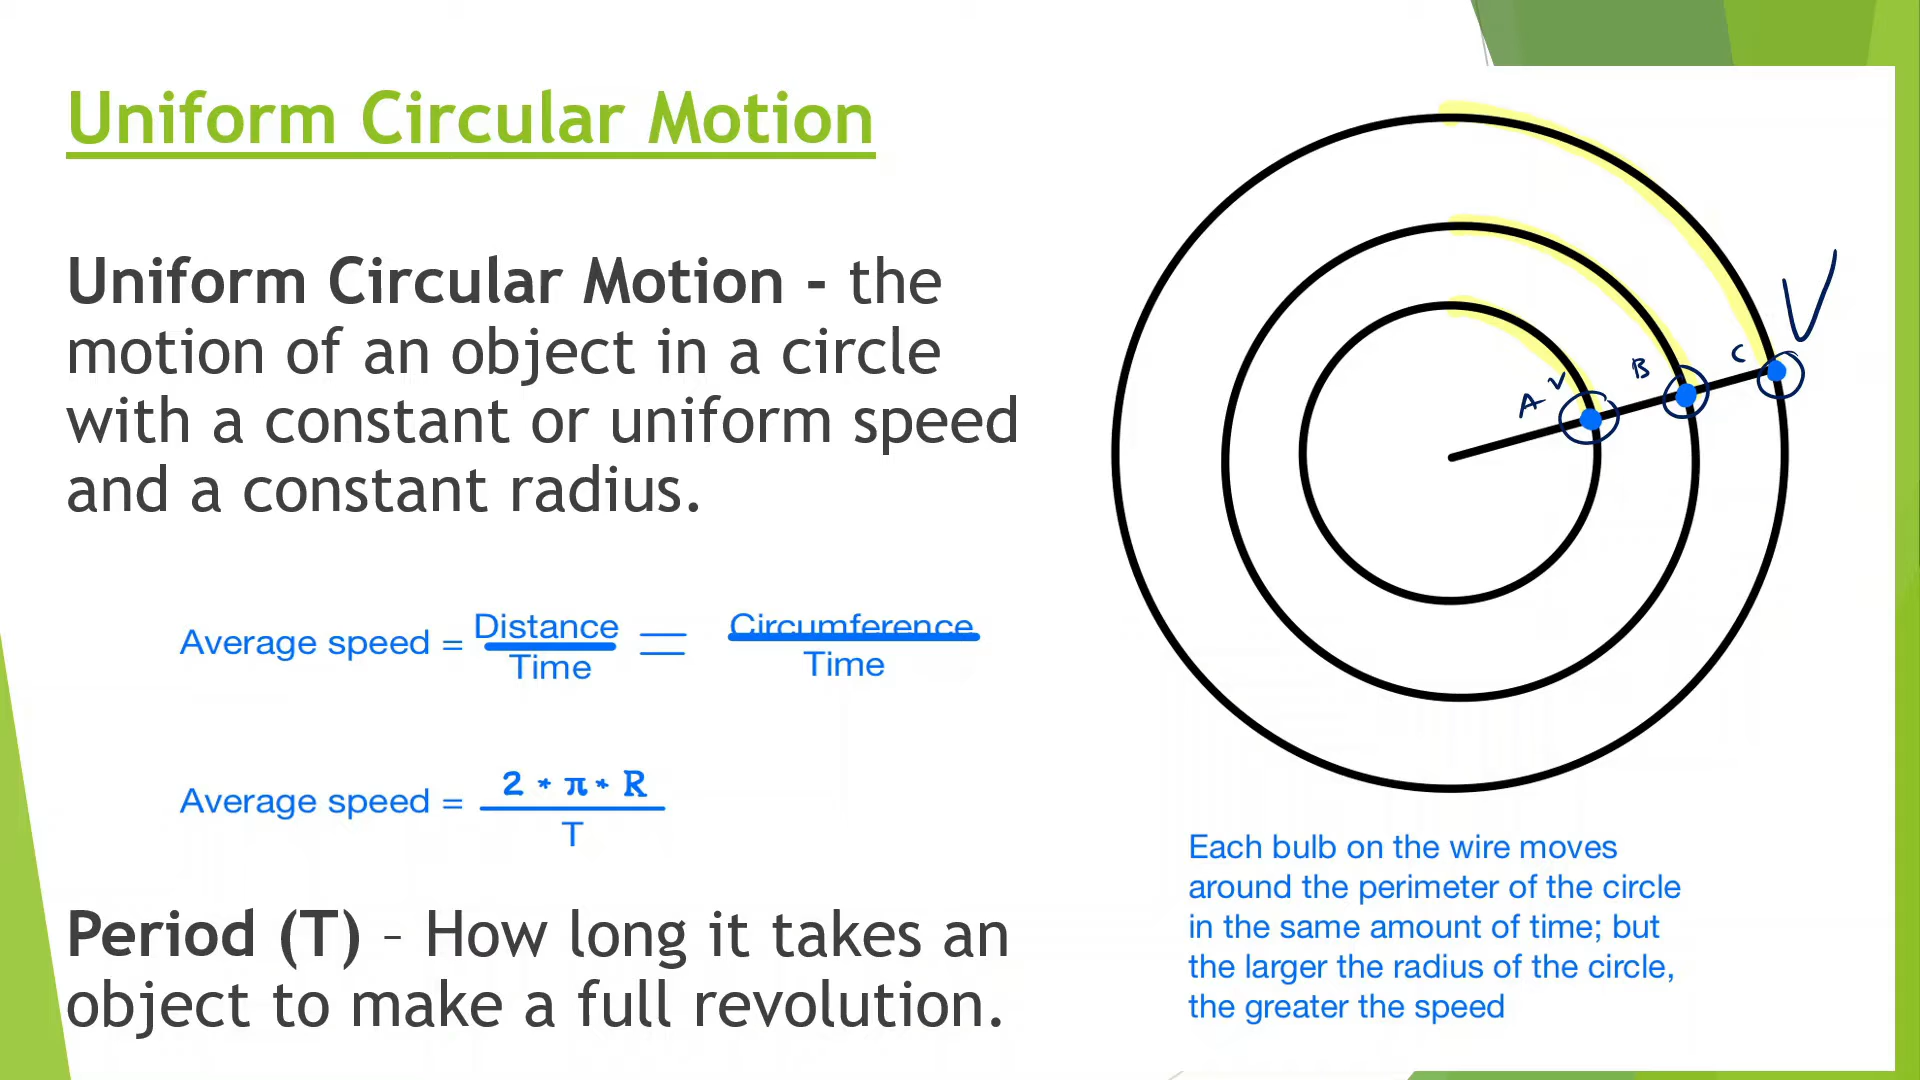 Uniform Circular Motion
Uniform Circular Motion - the
motion of an object in a circle
with a constant or uniform speed
and a constant radius.
Average speed = Distance / Time = Circumference / Time
Average speed = 2 * π * R / T
Period (T) – How long it takes an
object to make a full revolution.
V
C
B
A v
Each bulb on the wire moves
around the perimeter of the circle
in the same amount of time; but
the larger the radius of the circle,
the greater the speed